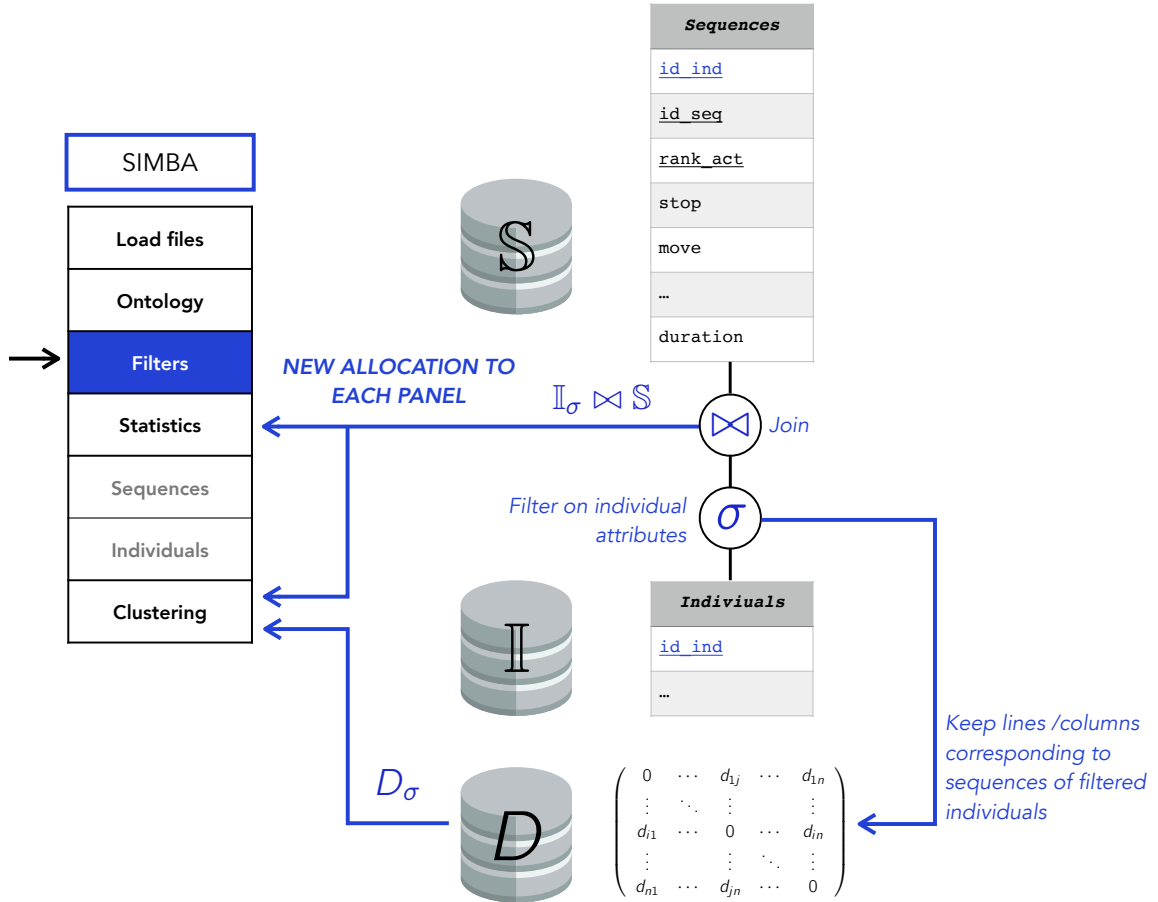 SIMBA
Load files
Ontology
Filters
Statistics
Sequences
Individuals
Clustering
NEW ALLOCATION TO
EACH PANEL
𝕊
𝕀
D
𝕀σ ⋈ 𝕊
Dσ
Sequences
id_ind
id_seq
rank_act
stop
move
…
duration
⋈
Join
σ
Filter on individual
attributes
Indiviuals
id_ind
…
Keep lines /columns
corresponding to
sequences of filtered
individuals
0 ⋯ d1j ⋯ d1n
⋮ ⋱ ⋮ ⋮
di1 ⋯ 0 ⋯ din
⋮ ⋮ ⋱ ⋮
dn1 ⋯ djn ⋯ 0